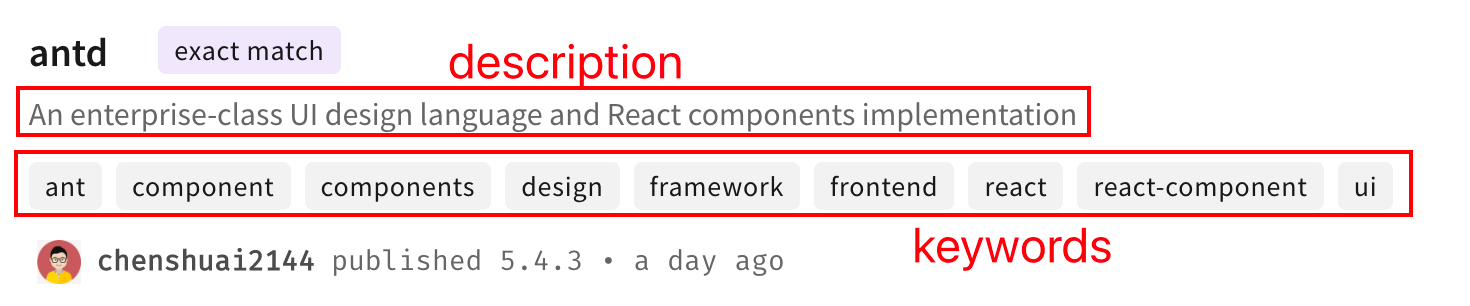 antd exact match
description
An enterprise-class UI design language and React components implementation
ant component components design framework frontend react react-component ui
keywords
chenshuai2144 published 5.4.3 • a day ago